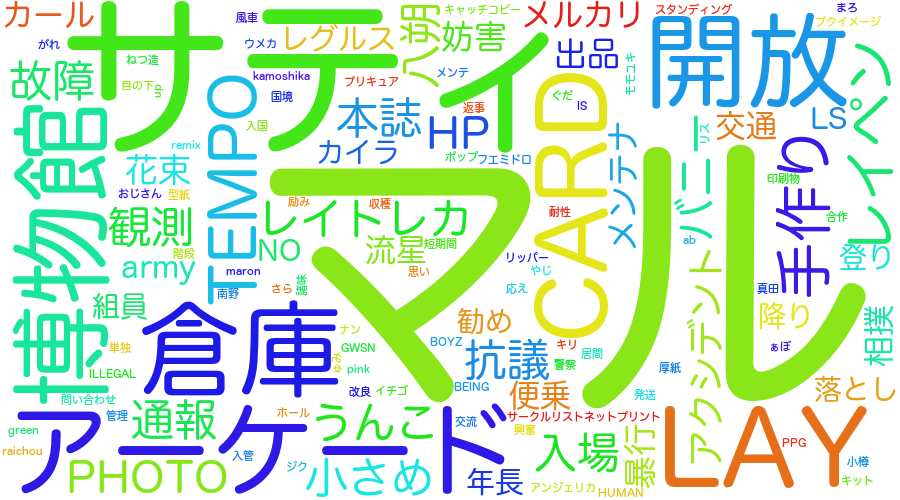 カール
サティ
風車
レグルス
八朔
キャッチコピー
妨害
メルカリ
スタンディング
まろ
プクイメージ
がれ
ウメカ
出品
開放
故障
ねつ造
目の下
kamoshika
プリキュア
メンテ
国境
返事
ぐだ
IS
モモユキ
レイペン
博物館
TEMPO
本誌
HP
CARD
LS
交通
リス
入国
カイラ
ポップ
フェミドロ
メンテナ
バニー
手作り
印刷物
花束
remix
おじさん
型紙
マル
励み
収穫
耐性
合作
観測
レイトレカ
ab
階段
NO
流星
短期間
リッパー
やじ
登り
army
maron
思い
南野
さら
応え
真田
アクシデント
組員
降り
相撲
倉庫
勧め
BOYZ
キリ
ぁぼ
単独
ナン
GWSN
抗議
警察
居間
ILLEGAL
pink
改良
イチゴ
BEING
厚紙
落とし
問い合わせ
アーケード
便乗
発送
LAY
管理
ホール
うんこ
交流
サークルリストネットプリント
green
通報
興奮
入場
暴行
PPG
raichou
入管
ジク
小樽
PHOTO
小さめ
年長
アンジェリカ
HUMAN
キット